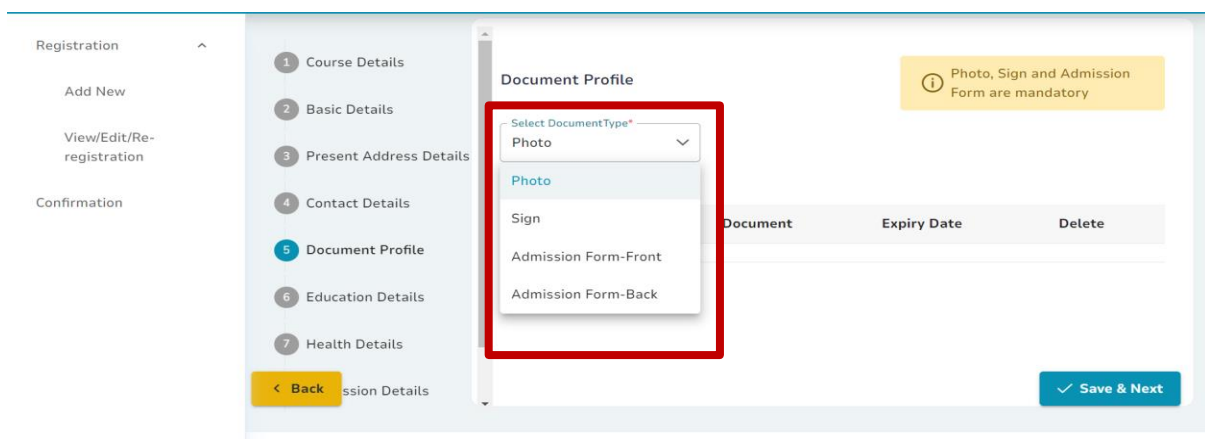 Registration
Add New
View/Edit/Re-
registration
Confirmation
1 Course Details
2 Basic Details
3 Present Address Details
4 Contact Details
5 Document Profile
6 Education Details
7 Health Details
ssion Details
< Back
Document Profile
Photo, Sign and Admission
Form are mandatory
Select DocumentType*
Photo
Photo
Sign
Admission Form-Front
Admission Form-Back
Document Expiry Date Delete
Save & Next